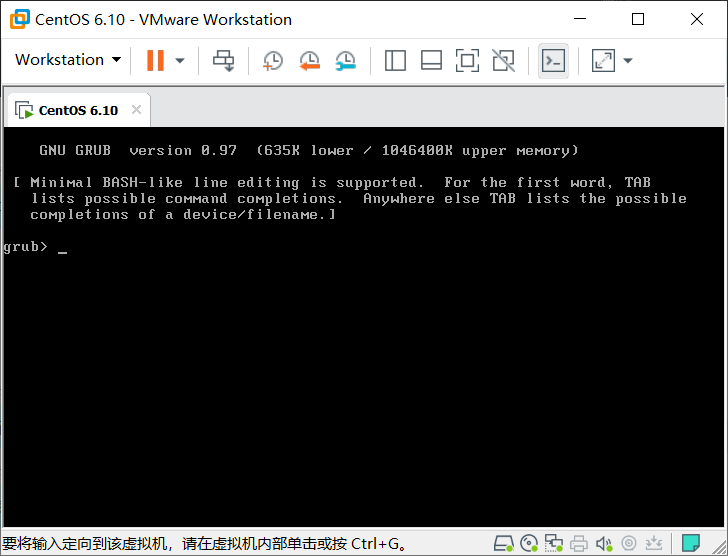 CentOS 6.10 - VMware Workstation
Workstation
CentOS 6.10
GNU GRUB  version 0.97  (635K lower / 1046400K upper memory)
[ Minimal BASH-like line editing is supported.  For the first word, TAB
lists possible command completions.  Anywhere else TAB lists the possible
completions of a device/filename.]
grub> _
要将输入定向到该虚拟机，请在虚拟机内部单击或按 Ctrl+G。